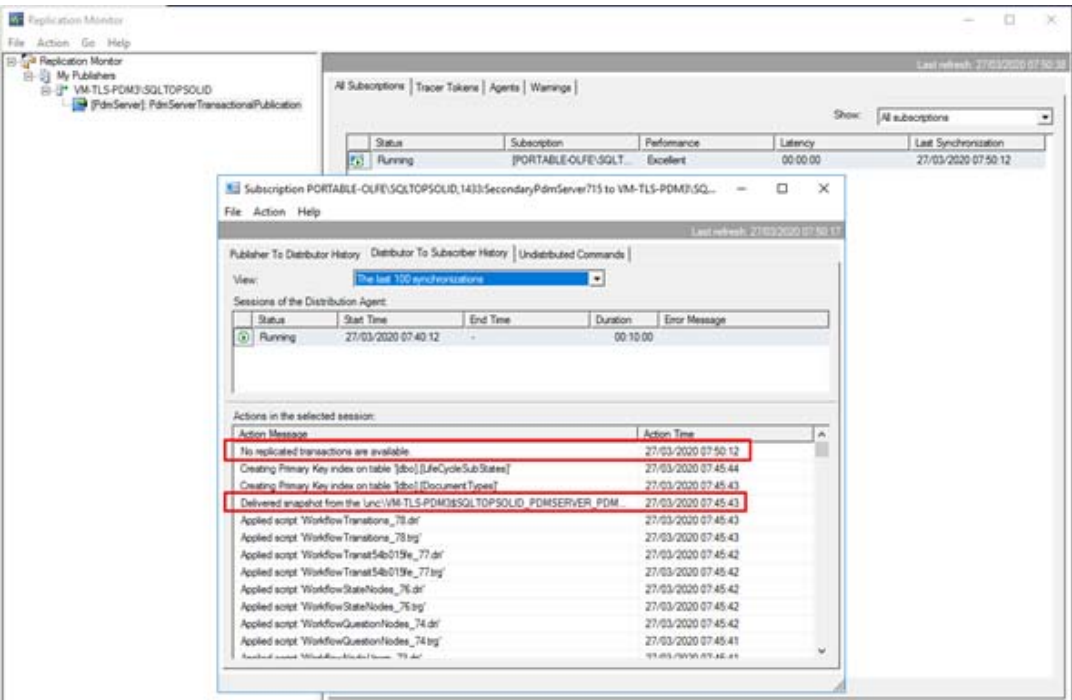 Replication Monitor
File Action Go Help
Replication Monitor
My Publishers
VM-TLS-PDM3\SQLTOPSOLID
[PdmServer]: PdmServerTransactionalPublication
Last refresh: 27/03/2020 07:50:38
All Subscriptions Tracer Tokens Agents Warnings
Show: All subscriptions
Status Subscription Performance Latency Last Synchronization
Running [PORTABLE-OLFE\SQLT... Excellent 00:00:00 27/03/2020 07:50:12
Subscription PORTABLE-OLFE\SQLTOPSOLID,1433:SecondaryPdmServer715 to VM-TLS-PDM3\SQ...
File Action Help
Last refresh: 27/03/2020 07:50:17
Publisher To Distributor History Distributor To Subscriber History Undistributed Commands
View: The last 100 synchronizations
Sessions of the Distribution Agent:
Status Start Time End Time Duration Error Message
Running 27/03/2020 07:40:12 - 00:10:00
Actions in the selected session:
Action Message Action Time
No replicated transactions are available. 27/03/2020 07:50:12
Creating Primary Key index on table '[dbo].[LifeCycleSubStates]' 27/03/2020 07:45:44
Creating Primary Key index on table '[dbo].[DocumentTypes]' 27/03/2020 07:45:43
Delivered snapshot from the 'unc\VM-TLS-PDM3$SQLTOPSOLID_PDMSERVER_PDM... 27/03/2020 07:45:43
Applied script 'WorkflowTransitions_78.dri' 27/03/2020 07:45:43
Applied script 'WorkflowTransitions_78.trg' 27/03/2020 07:45:43
Applied script 'WorkflowTransit54b015fe_77.dri' 27/03/2020 07:45:42
Applied script 'WorkflowTransit54b015fe_77.trg' 27/03/2020 07:45:42
Applied script 'WorkflowStateNodes_76.dri' 27/03/2020 07:45:42
Applied script 'WorkflowStateNodes_76.trg' 27/03/2020 07:45:42
Applied script 'WorkflowQuestionNodes_74.dri' 27/03/2020 07:45:42
Applied script 'WorkflowQuestionNodes_74.trg' 27/03/2020 07:45:41